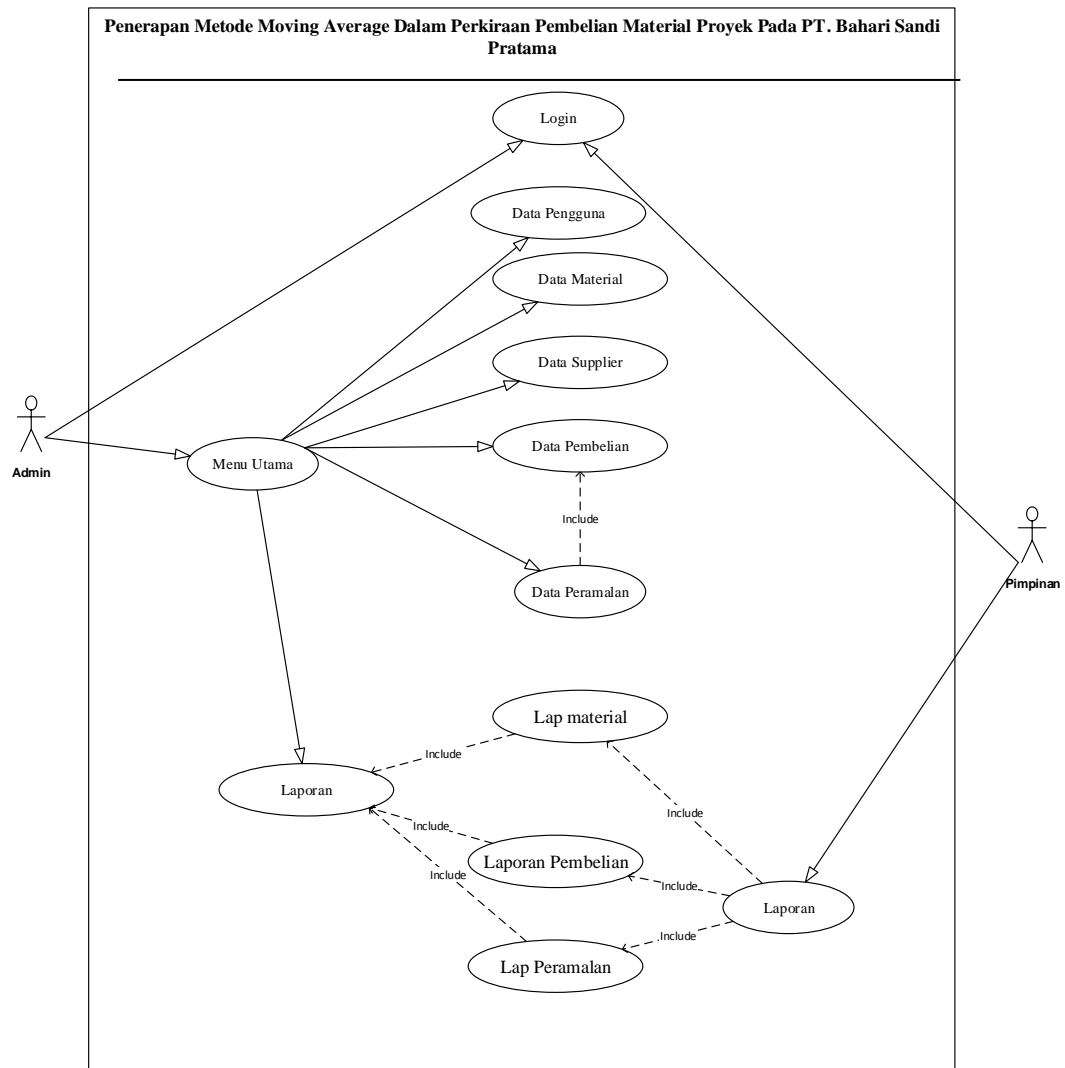 Penerapan Metode Moving Average Dalam Perkiraan Pembelian Material Proyek Pada PT. Bahari Sandi
Pratama
Login
Data Pengguna
Data Material
Data Supplier
Admin
Data Pembelian
Menu Utama
Include
Pimpinan
Data Peramalan
Lap material
Include
Laporan
Include
Include
Laporan Pembelian
Include
Include
Laporan
Include
Lap Peramalan